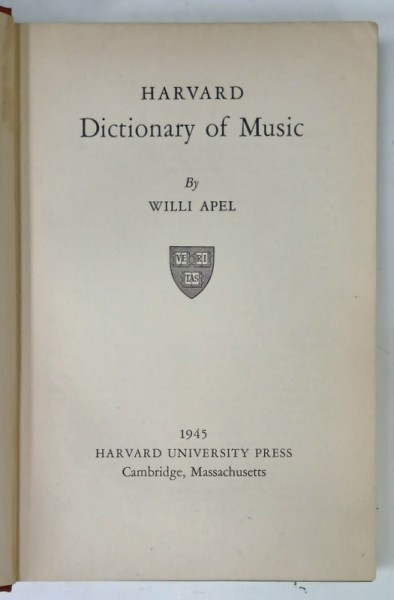 HARVARD
Dictionary of Music
By
WILLI APEL
VE RI
TAS
1945
HARVARD UNIVERSITY PRESS
Cambridge, Massachusetts